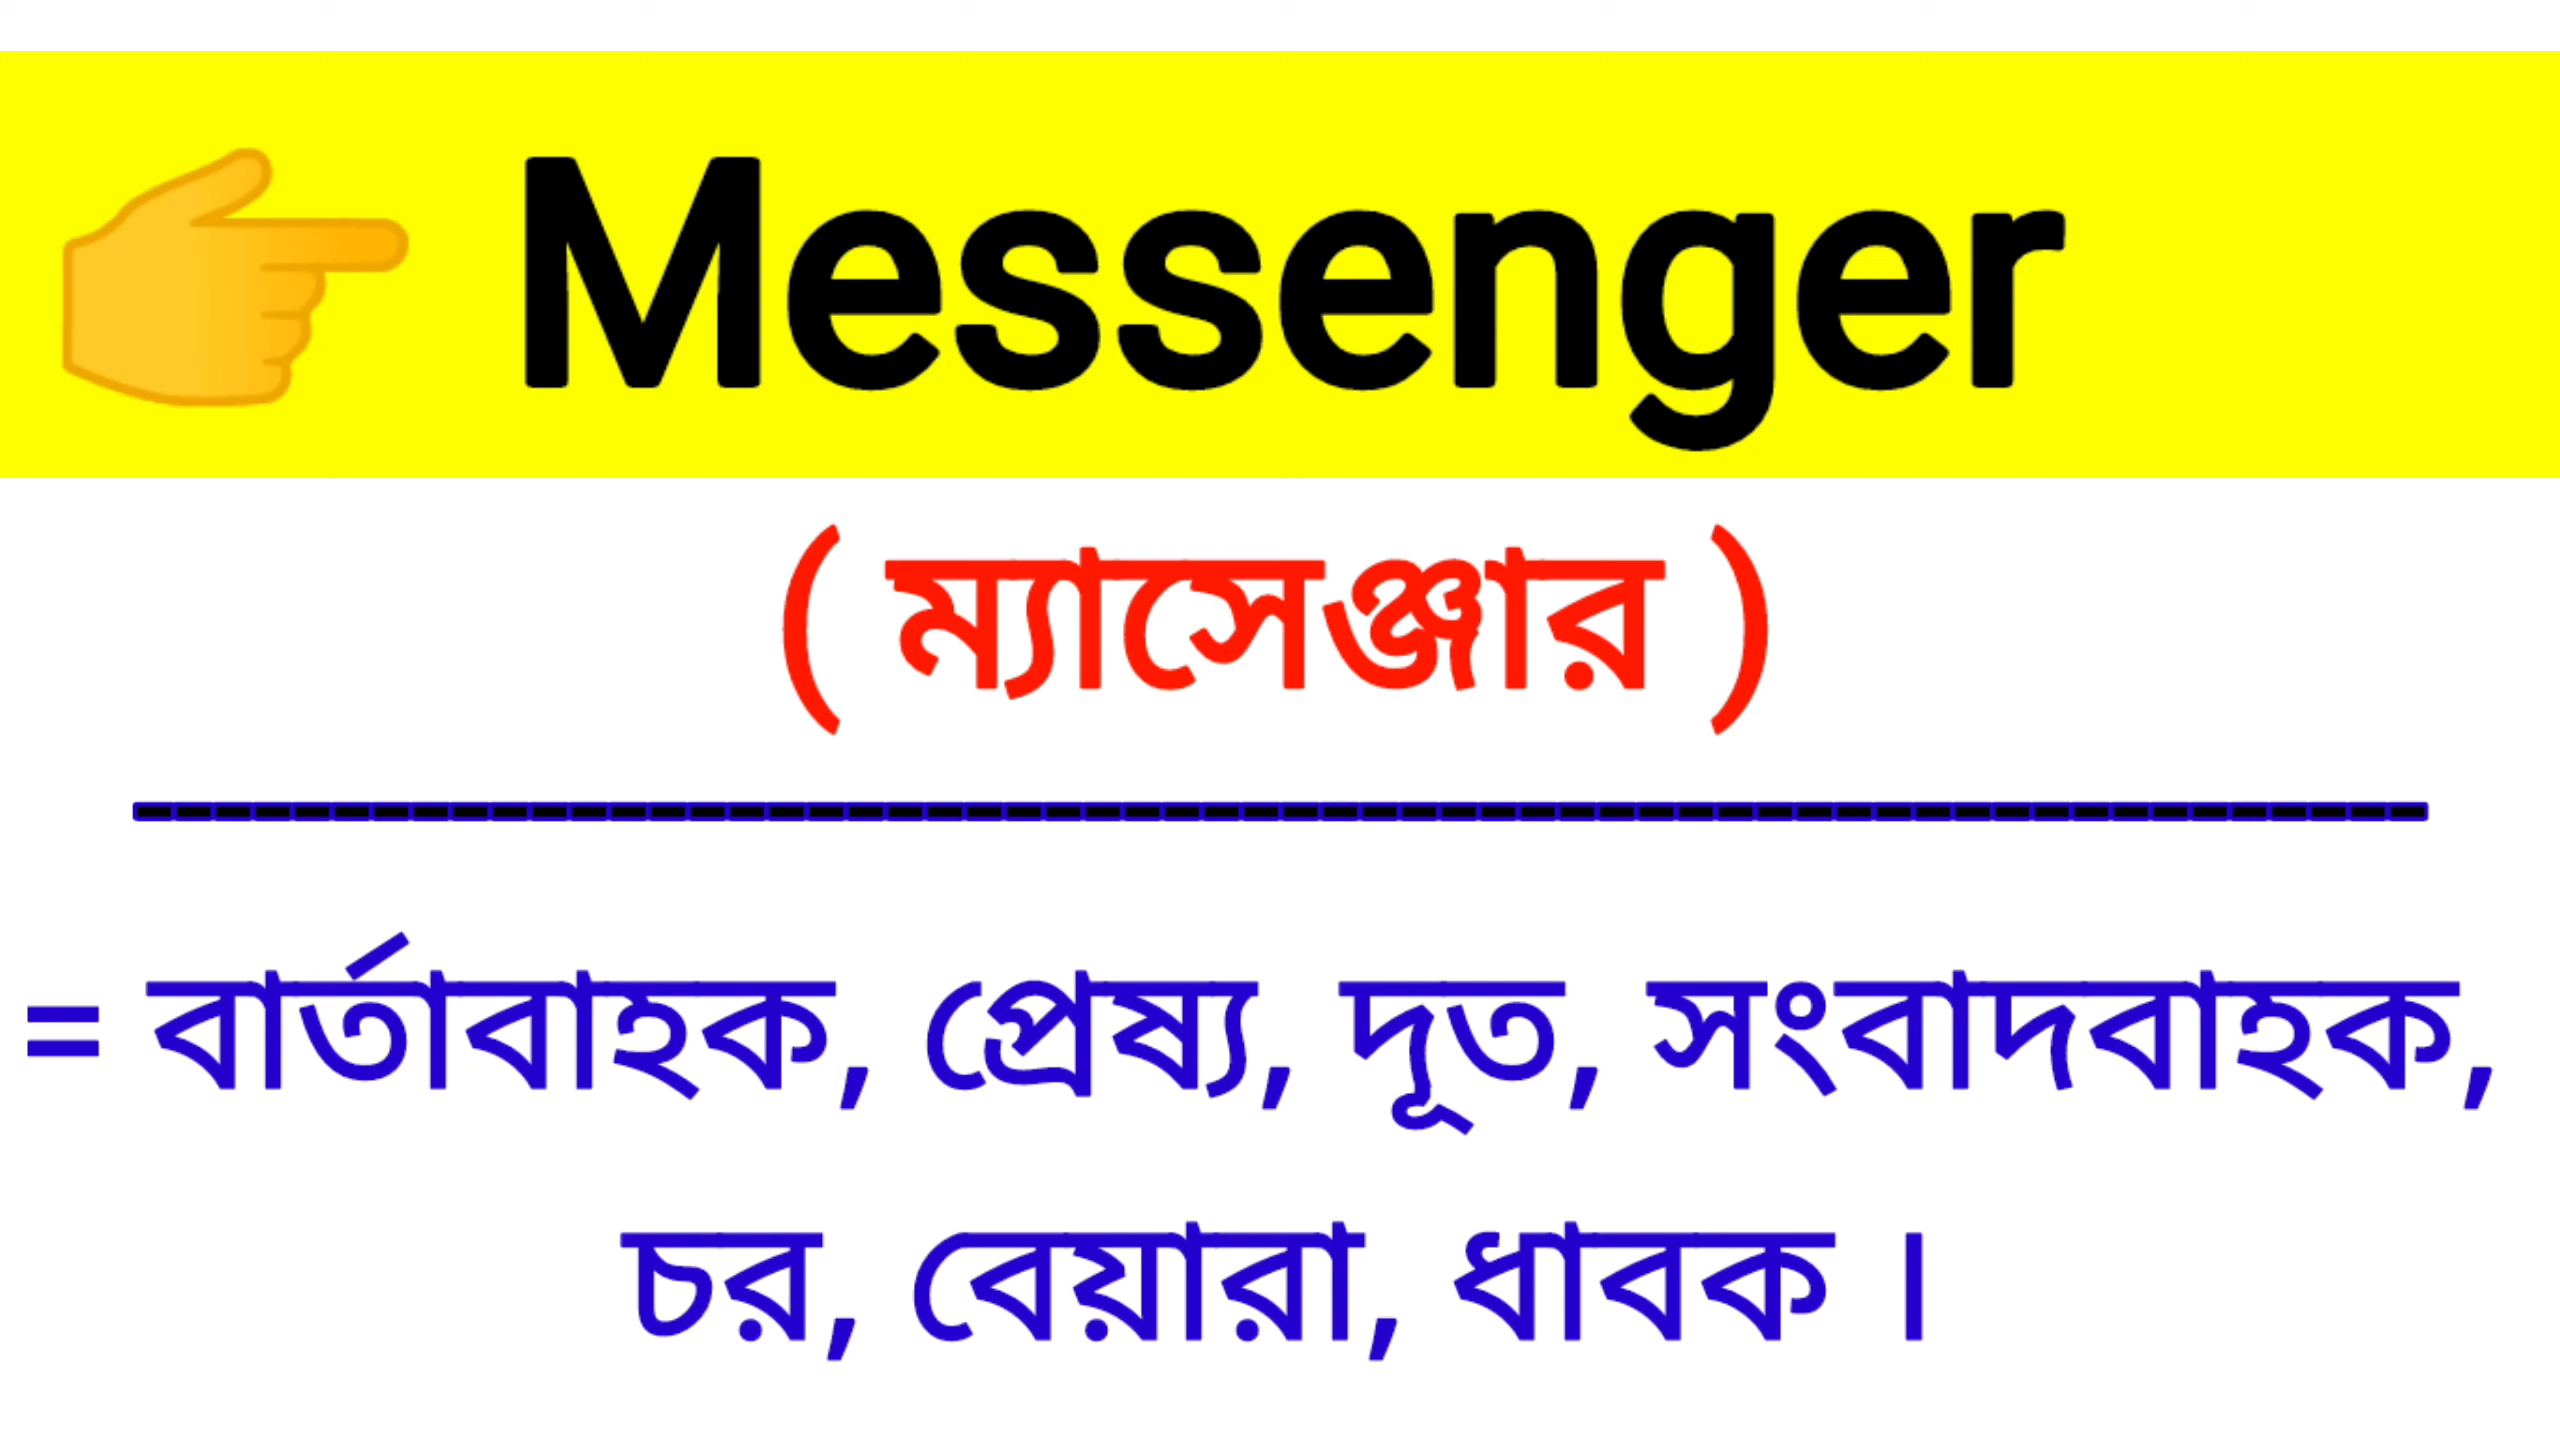 👉 Messenger
( ম্যাসেঞ্জার )
----------------------------------------------------------
= বার্তাবাহক, প্রেষ্য, দূত, সংবাদবাহক,
চর, বেয়ারা, ধাবক ।